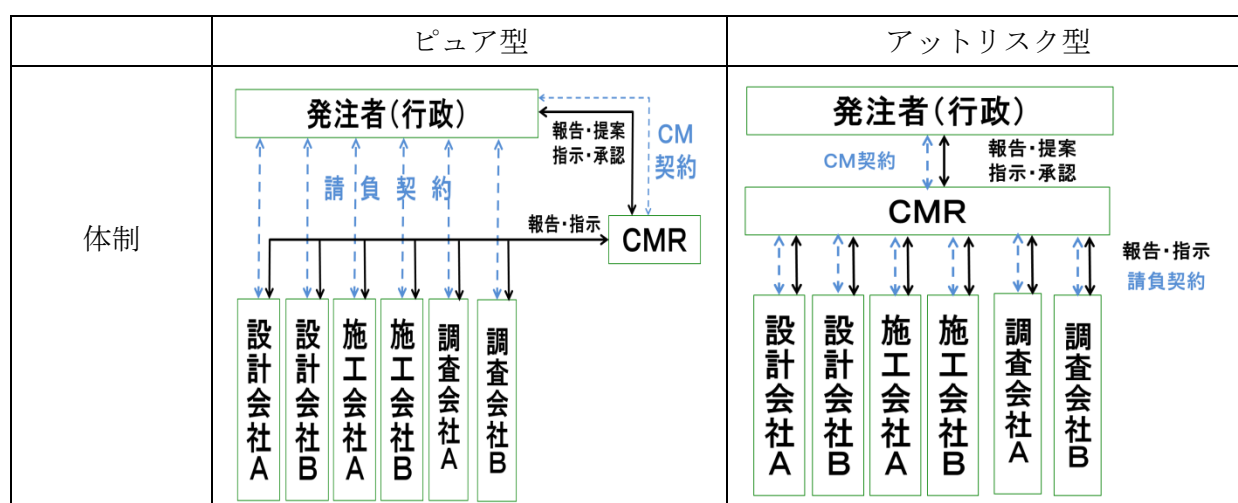 ピュア型
アットリスク型
体制
発注者(行政)
報告・提案
指示・承認
CM
契約
請負契約
報告・指示
CMR
設計会社A
設計会社B
施工会社A
施工会社B
調査会社A
調査会社B
発注者(行政)
CM契約
報告・提案
指示・承認
CMR
報告・指示
請負契約
設計会社A
設計会社B
施工会社A
施工会社B
調査会社A
調査会社B